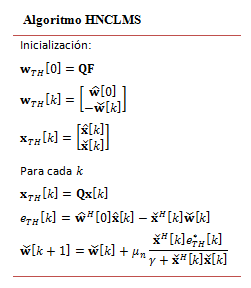 Algoritmo HNCLMS
Inicialización:
w_TH[0] = QF
w_TH[k] = [ŵ[0] / −w̌[k]]
x_TH[k] = [x̂[k] / x̌[k]]
Para cada k
x_TH[k] = Qx[k]
e_TH[k] = ŵ^H[0]x̂[k] − x̌^H[k]w̌[k]
w̌[k + 1] = w̌[k] + μ_n x̌^H[k]e*_TH[k] / γ + x̌^H[k]x̌[k]